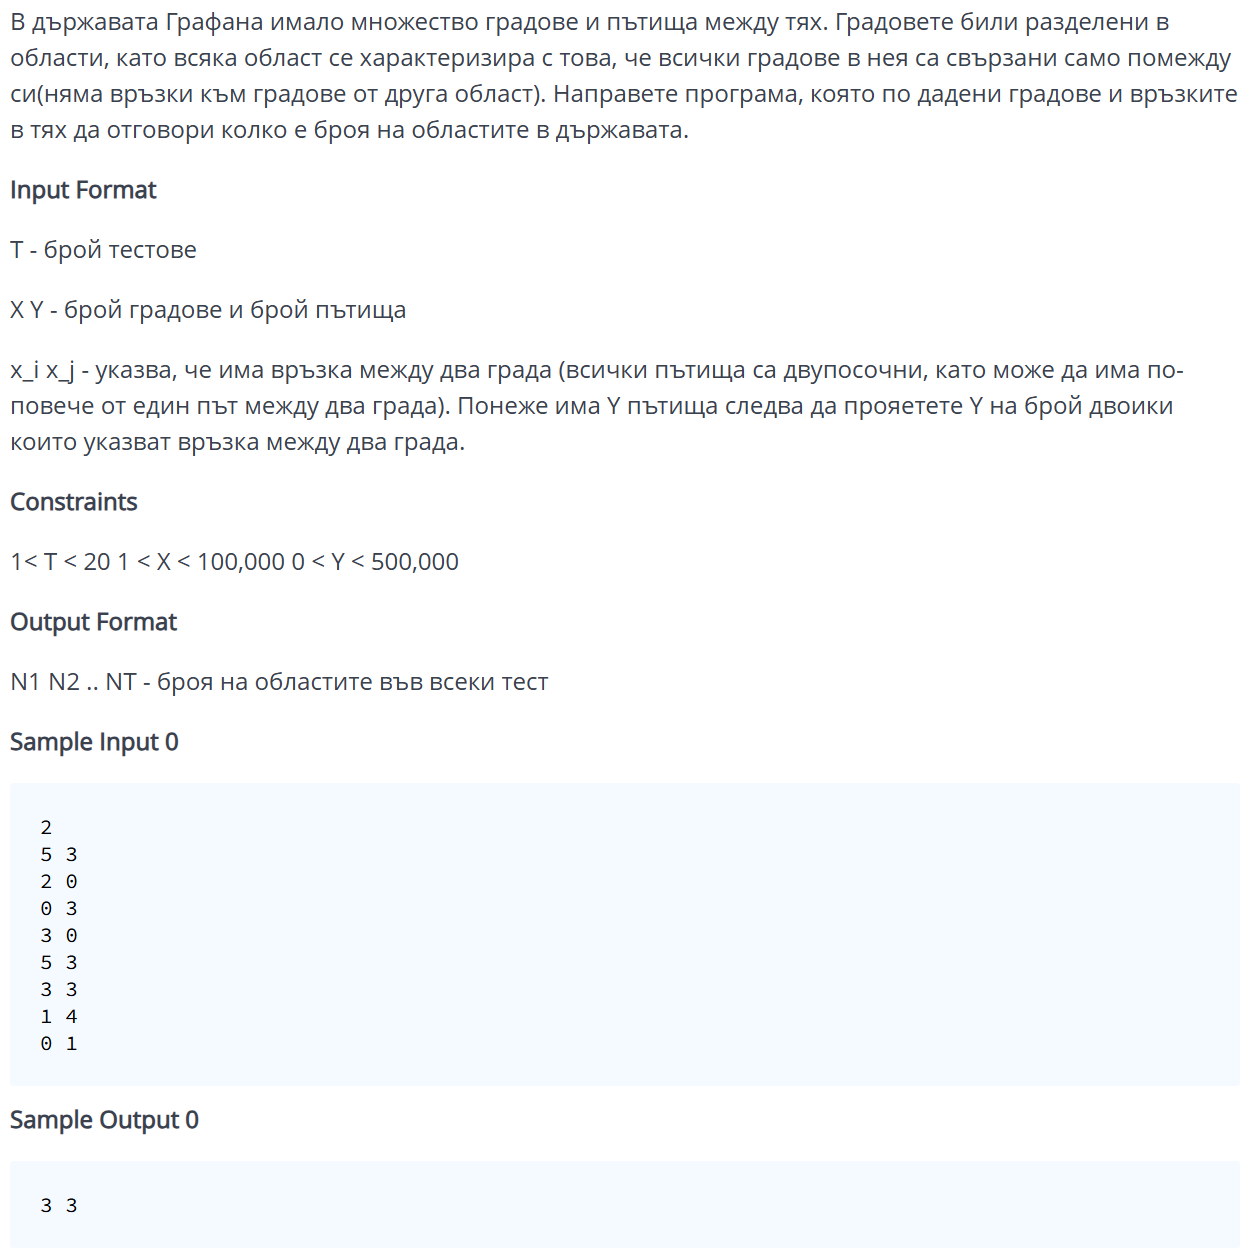 В държавата Графана имало множество градове и пътища между тях. Градовете били разделени в
области, като всяка област се характеризира с това, че всички градове в нея са свързани само помежду
си(няма връзки към градове от друга област). Направете програма, която по дадени градове и връзките
в тях да отговори колко е броя на областите в държавата.
Input Format
T - брой тестове
X Y - брой градове и брой пътища
x_i x_j - указва, че има връзка между два града (всички пътища са двупосочни, като може да има по-
повече от един път между два града). Понеже има Y пътища следва да прояетете Y на брой двоики
които указват връзка между два града.
Constraints
1< T < 20 1 < X < 100,000 0 < Y < 500,000
Output Format
N1 N2 .. NT - броя на областите във всеки тест
Sample Input 0
2
5 3
2 0
0 3
3 0
5 3
3 3
1 4
0 1
Sample Output 0
3 3